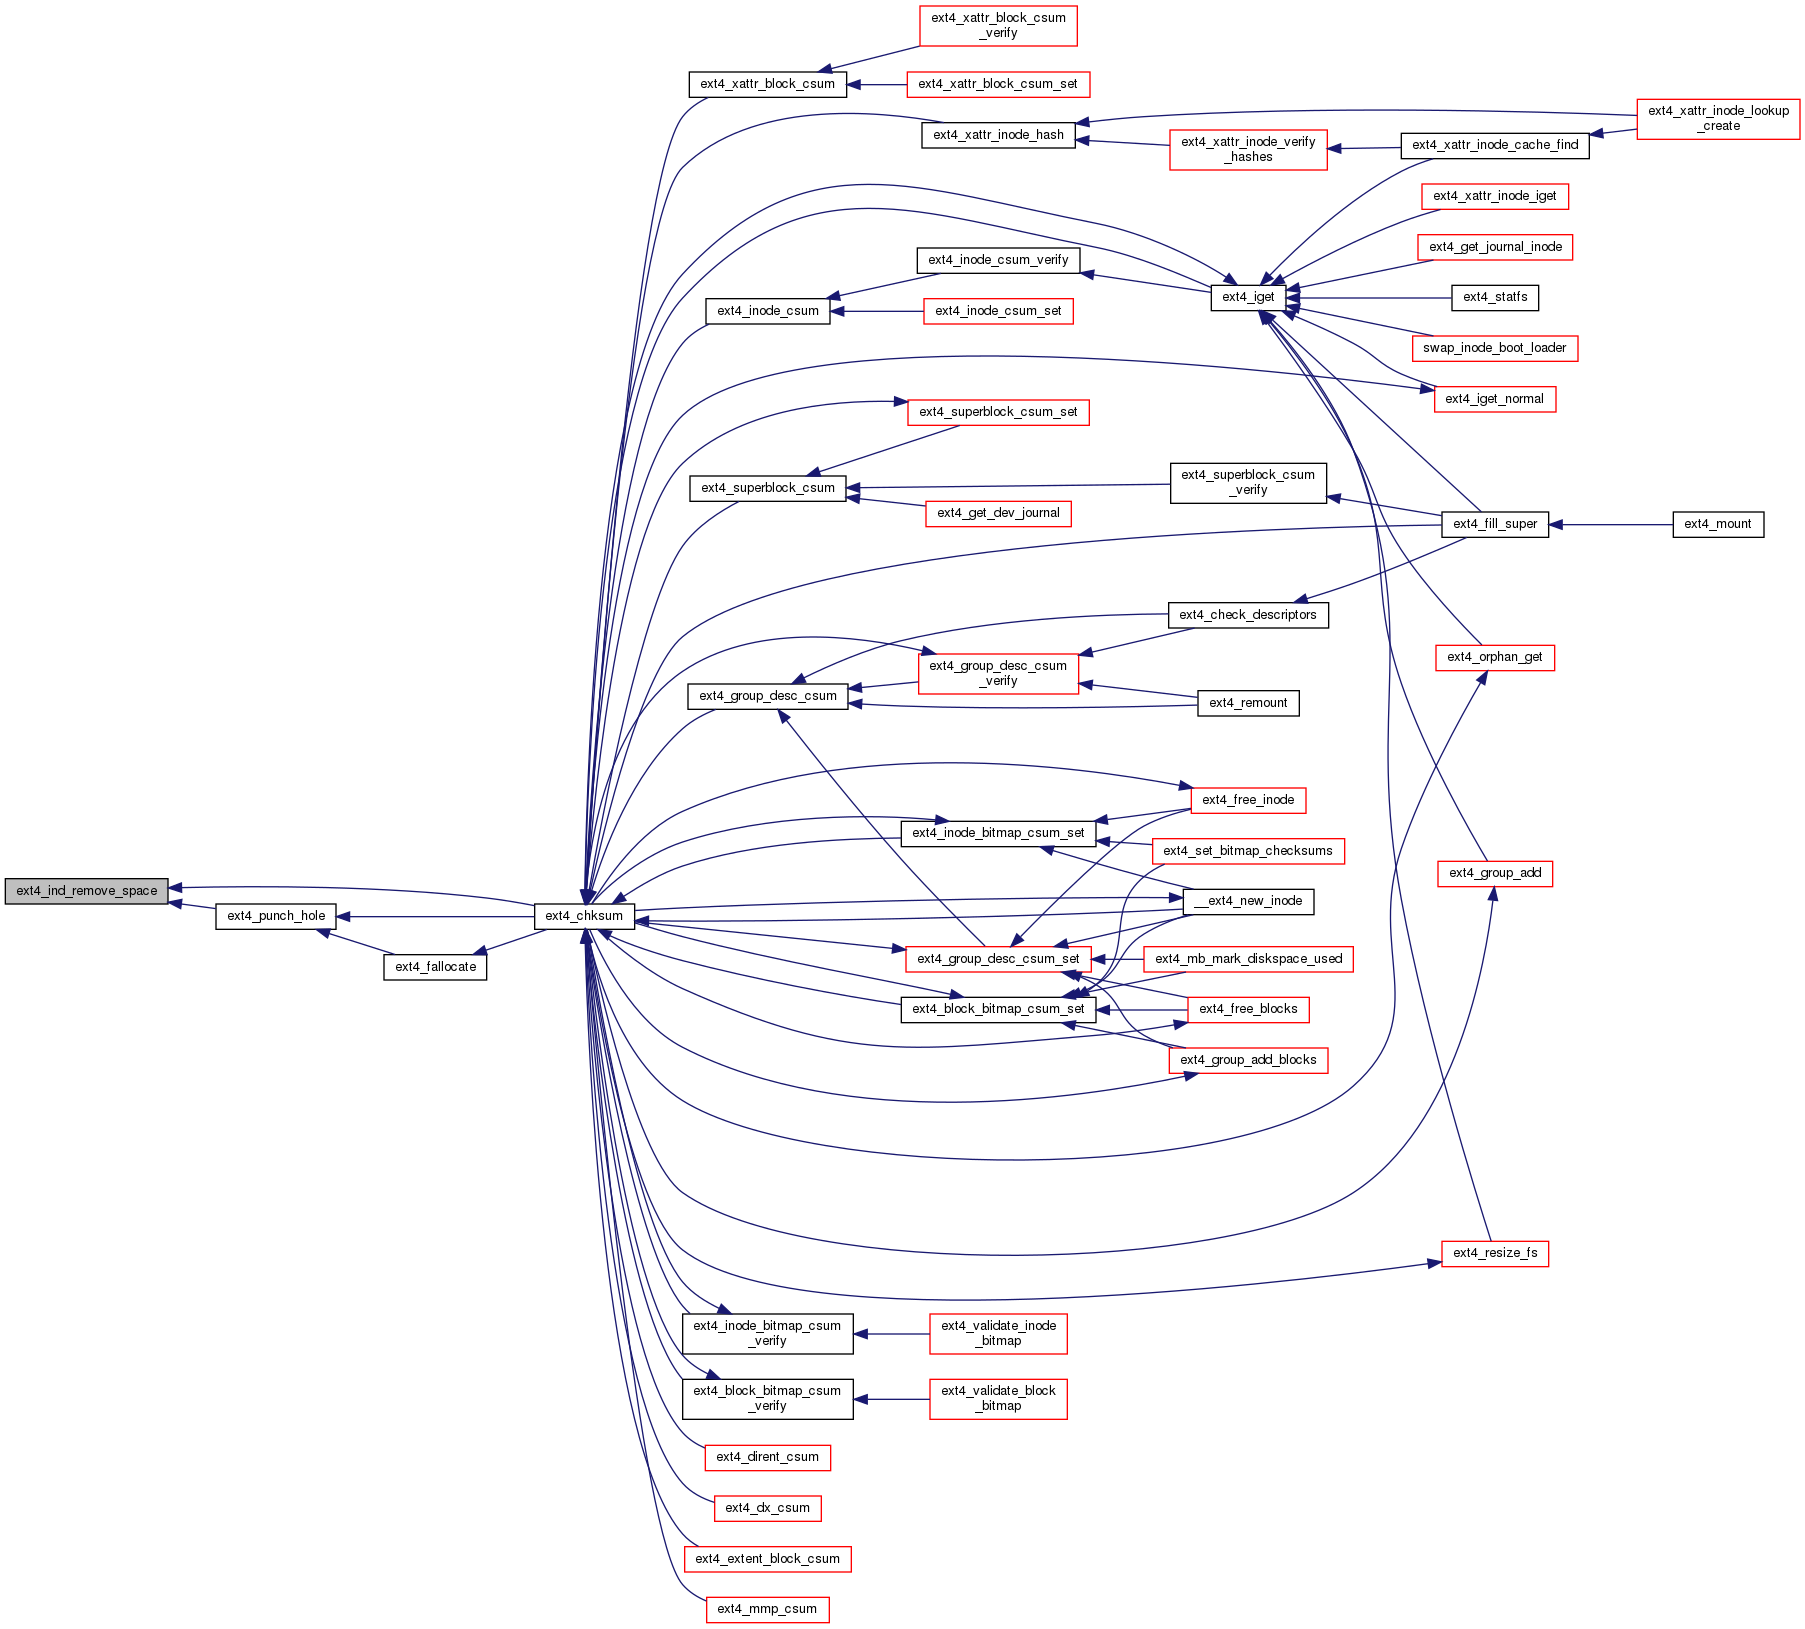 ext4_xattr_block_csum
_verify
ext4_xattr_block_csum
ext4_xattr_block_csum_set
ext4_xattr_inode_lookup
_create
ext4_xattr_inode_hash
ext4_xattr_inode_verify
_hashes
ext4_xattr_inode_cache_find
ext4_xattr_inode_iget
ext4_get_journal_inode
ext4_inode_csum_verify
ext4_iget
ext4_statfs
ext4_inode_csum
ext4_inode_csum_set
swap_inode_boot_loader
ext4_iget_normal
ext4_superblock_csum_set
ext4_superblock_csum
ext4_superblock_csum
_verify
ext4_get_dev_journal
ext4_fill_super
ext4_mount
ext4_check_descriptors
ext4_group_desc_csum
_verify
ext4_orphan_get
ext4_group_desc_csum
ext4_remount
ext4_free_inode
ext4_inode_bitmap_csum_set
ext4_set_bitmap_checksums
ext4_group_add
ext4_ind_remove_space
ext4_punch_hole
ext4_chksum
__ext4_new_inode
ext4_fallocate
ext4_group_desc_csum_set
ext4_mb_mark_diskspace_used
ext4_block_bitmap_csum_set
ext4_free_blocks
ext4_group_add_blocks
ext4_resize_fs
ext4_inode_bitmap_csum
_verify
ext4_validate_inode
_bitmap
ext4_block_bitmap_csum
_verify
ext4_validate_block
_bitmap
ext4_dirent_csum
ext4_dx_csum
ext4_extent_block_csum
ext4_mmp_csum